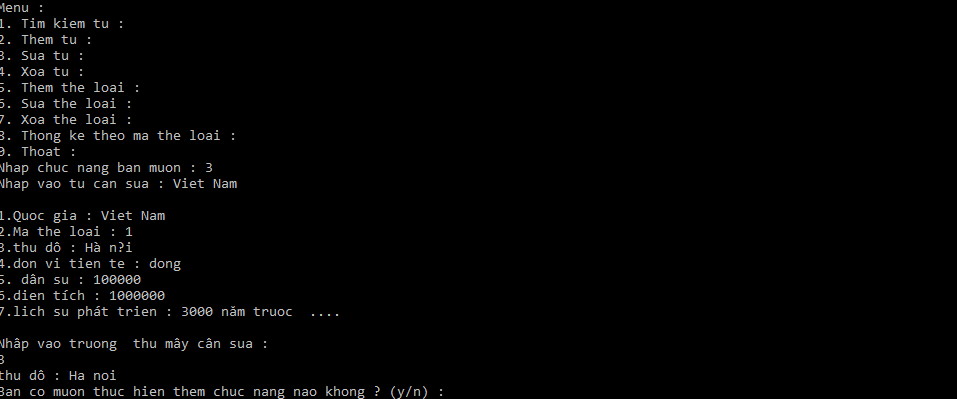 Menu :
1. Tim kiem tu :
2. Them tu :
3. Sua tu :
4. Xoa tu :
5. Them the loai :
6. Sua the loai :
7. Xoa the loai :
8. Thong ke theo ma the loai :
9. Thoat :
Nhap chuc nang ban muon : 3
Nhap vao tu can sua : Viet Nam
1.Quoc gia : Viet Nam
2.Ma the loai : 1
3.thu dô : Hà n?i
4.don vi tien te : dong
5. dân su : 100000
6.dien tích : 1000000
7.lich su phát trien : 3000 năm truoc  ....
Nhâp vao truong  thu mây cân sua :
3
thu dô : Ha noi
Ban co muon thuc hien them chuc nang nao khong ? (y/n) :